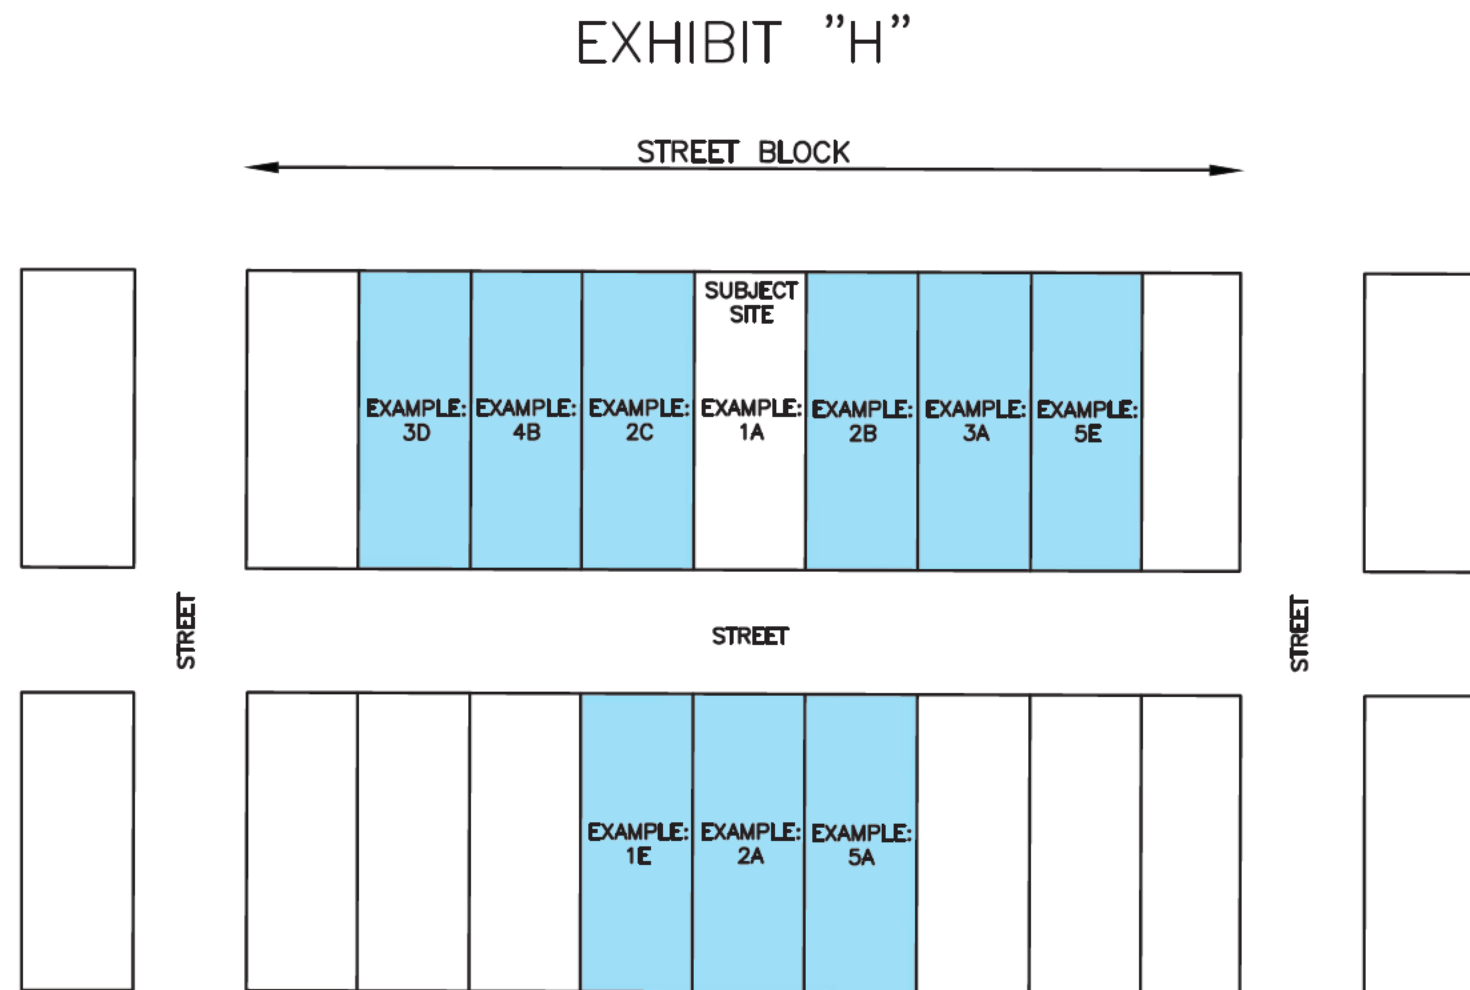 EXHIBIT "H"
STREET BLOCK
SUBJECT
SITE
EXAMPLE:
3D
EXAMPLE:
4B
EXAMPLE:
2C
EXAMPLE:
1A
EXAMPLE:
2B
EXAMPLE:
3A
EXAMPLE:
5E
STREET
STREET
STREET
EXAMPLE:
1E
EXAMPLE:
2A
EXAMPLE:
5A